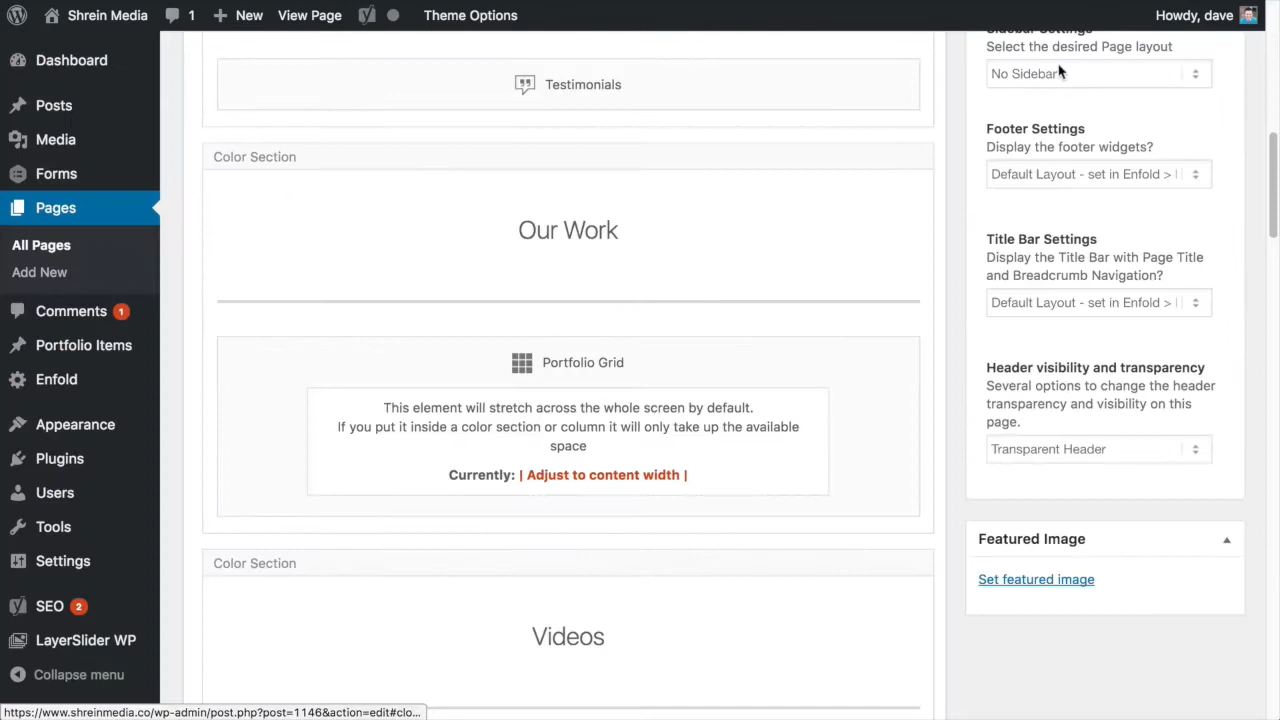 Shrein Media
1
New
View Page
Theme Options
Howdy, dave
Dashboard
Posts
Media
Forms
Pages
All Pages
Add New
Comments 1
Portfolio Items
Enfold
Appearance
Plugins
Users
Tools
Settings
SEO 2
LayerSlider WP
Collapse menu
Testimonials
Color Section
Our Work
Portfolio Grid
This element will stretch across the whole screen by default.
If you put it inside a color section or column it will only take up the available
space
Currently: | Adjust to content width |
Color Section
Videos
Sidebar Settings
Select the desired Page layout
No Sidebar
Footer Settings
Display the footer widgets?
Default Layout - set in Enfold >
Title Bar Settings
Display the Title Bar with Page Title
and Breadcrumb Navigation?
Default Layout - set in Enfold >
Header visibility and transparency
Several options to change the header
transparency and visibility on this
page.
Transparent Header
Featured Image
Set featured image
https://www.shreinmedia.co/wp-admin/post.php?post=1146&action=edit#clo...